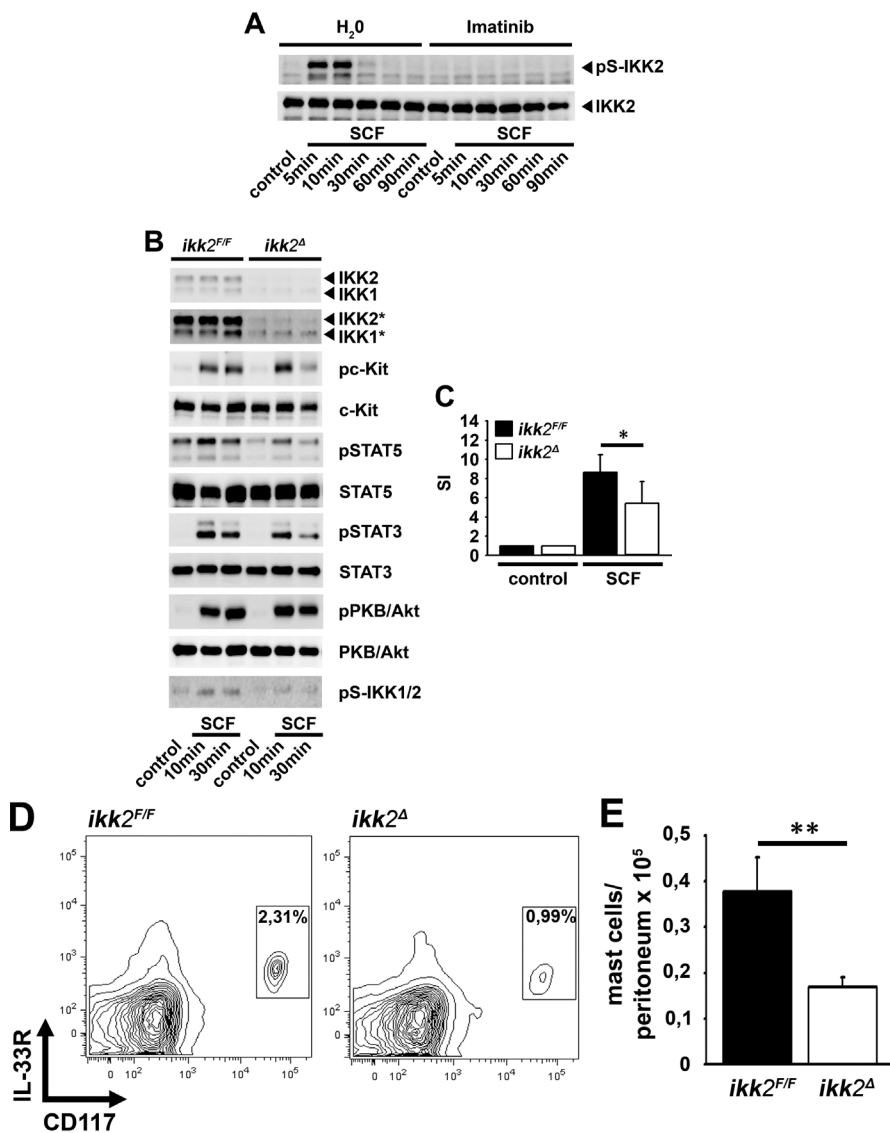 A
H₂0 Imatinib
pS-IKK2
IKK2
SCF SCF
control 5min 10min 30min 60min 90min control 5min 10min 30min 60min 90min
B
ikk2F/F ikk2Δ
IKK2
IKK1
IKK2*
IKK1*
pc-Kit
c-Kit
pSTAT5
STAT5
pSTAT3
STAT3
pPKB/Akt
PKB/Akt
pS-IKK1/2
SCF SCF
control 10min 30min control 10min 30min
C
14
12
10
8
6
4
2
0
SI
ikk2F/F
ikk2Δ
*
control SCF
D
ikk2F/F ikk2Δ
2,31% 0,99%
10⁵ 10⁵
10⁴ 10⁴
10³ 10³
10² 10²
0 0
0 10² 10³ 10⁴ 10⁵ 0 10² 10³ 10⁴ 10⁵
IL-33R
CD117
E
mast cells/
peritoneum x 10⁵
0,5
0,4
0,3
0,2
0,1
0
**
ikk2F/F ikk2Δ